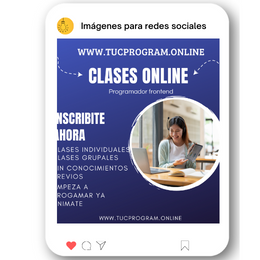 Imágenes para redes sociales
WWW.TUCPROGRAM.ONLINE
CLASES ONLINE
Programador frontend
NSCRIBITE
AHORA
LASES INDIVIDUALES
LASES GRUPALES
IN CONOCIMIENTOS
REVIOS
MPEZA A
ROGAMAR YA
NIMATE
WWW.TUCPROGRAM.ONLINE